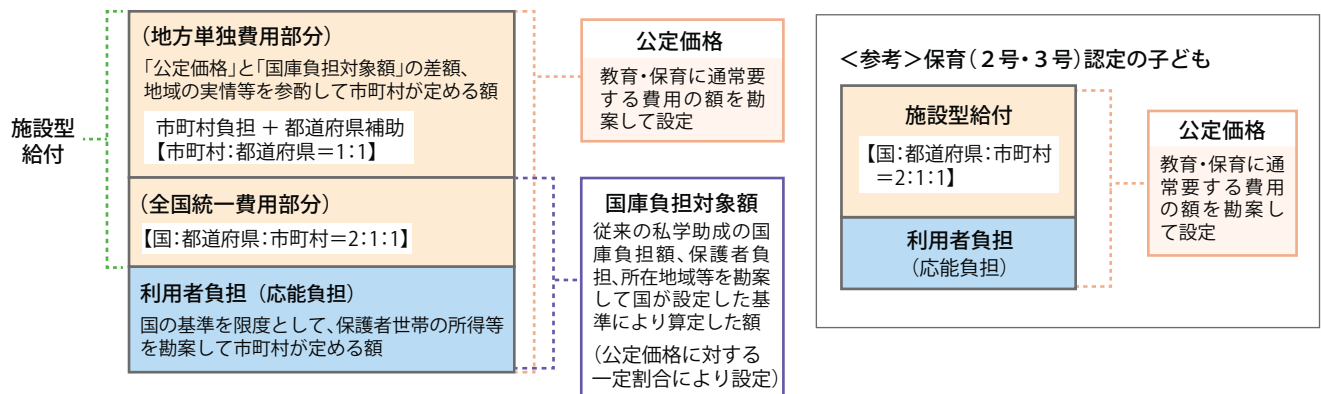 施設型
給付
(地方単独費用部分)
「公定価格」と「国庫負担対象額」の差額、
地域の実情等を参酌して市町村が定める額
市町村負担 + 都道府県補助
【市町村:都道府県=1:1】
(全国統一費用部分)
【国:都道府県:市町村=2:1:1】
利用者負担(応能負担)
国の基準を限度として、保護者世帯の所得等
を勘案して市町村が定める額
公定価格
教育・保育に通常要
する費用の額を勘
案して設定
国庫負担対象額
従来の私学助成の国
庫負担額、保護者負
担、所在地域等を勘案
して国が設定した基
準により算定した額
(公定価格に対する
一定割合により設定)
<参考>保育(2号・3号)認定の子ども
施設型給付
【国:都道府県:市町村
=2:1:1】
利用者負担
(応能負担)
公定価格
教育・保育に通
常要する費用
の額を勘案し
て設定